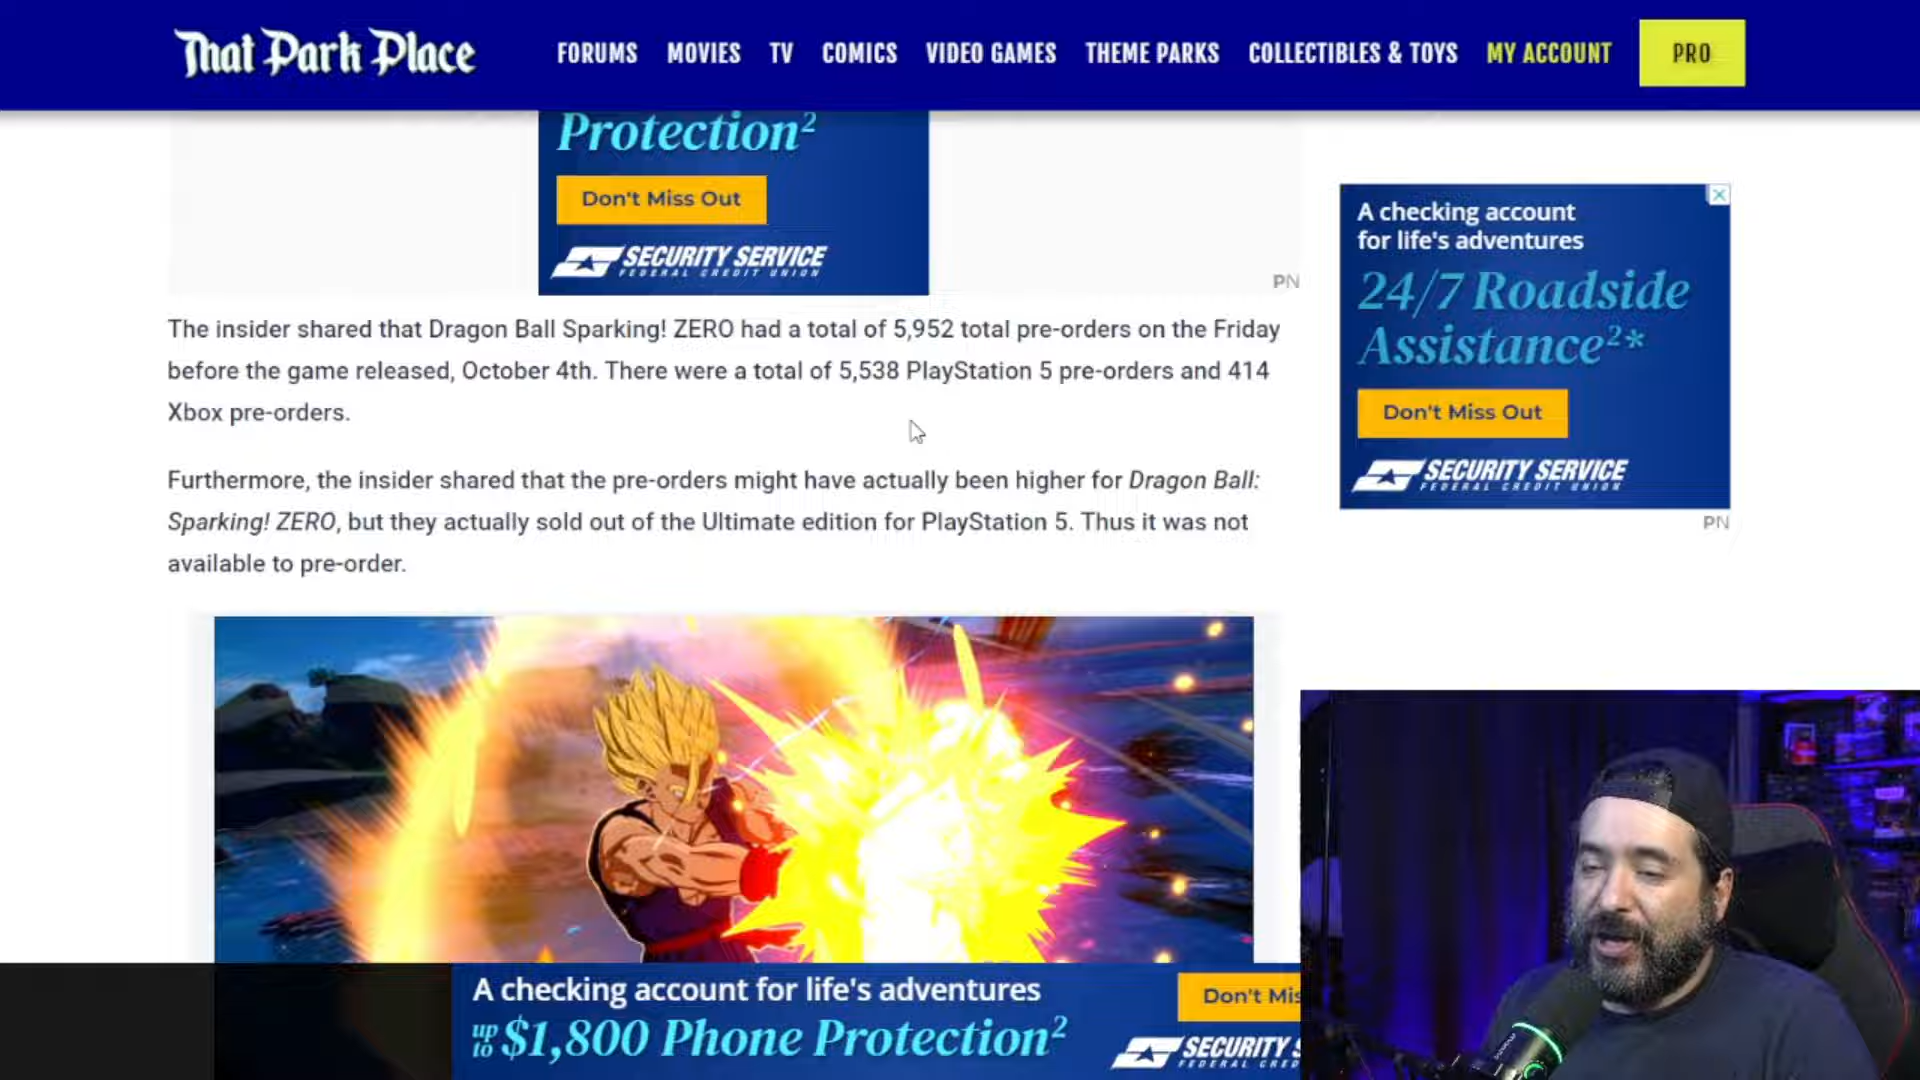 That Park Place
FORUMS MOVIES TV COMICS VIDEO GAMES THEME PARKS COLLECTIBLES & TOYS MY ACCOUNT PRO
Protection²
Don't Miss Out
SECURITY SERVICE
FEDERAL CREDIT UNION
PN
A checking account
for life's adventures
24/7 Roadside
Assistance²*
Don't Miss Out
SECURITY SERVICE
FEDERAL CREDIT UNION
PN
The insider shared that Dragon Ball Sparking! ZERO had a total of 5,952 total pre-orders on the Friday
before the game released, October 4th. There were a total of 5,538 PlayStation 5 pre-orders and 414
Xbox pre-orders.
Furthermore, the insider shared that the pre-orders might have actually been higher for Dragon Ball:
Sparking! ZERO, but they actually sold out of the Ultimate edition for PlayStation 5. Thus it was not
available to pre-order.
A checking account for life's adventures
up to $1,800 Phone Protection²
Don't Mis
SECURITY S
FEDERAL CRED